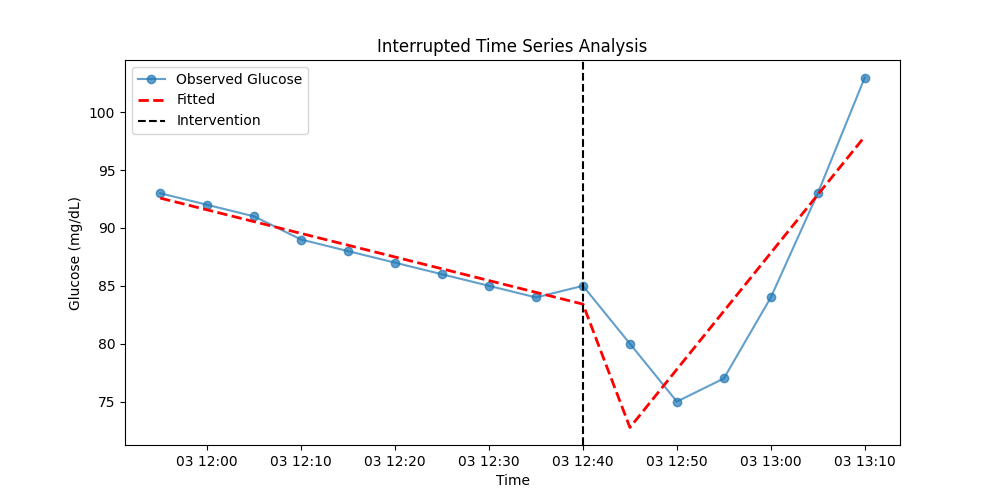 Interrupted Time Series Analysis
Observed Glucose
Fitted
Intervention
Glucose (mg/dL)
100
95
90
85
80
75
03 12:00 03 12:10 03 12:20 03 12:30 03 12:40 03 12:50 03 13:00 03 13:10
Time